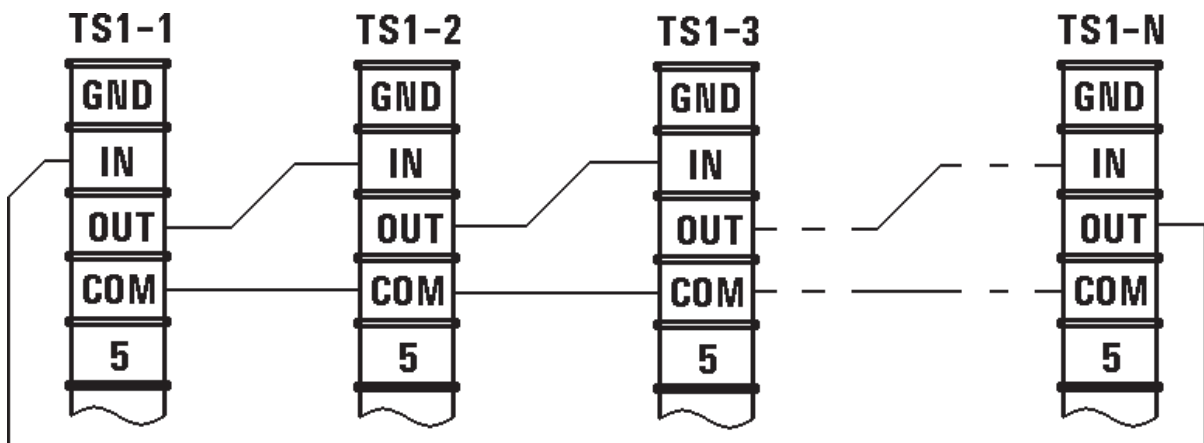 TS1-1 TS1-2 TS1-3 TS1-N
GND GND GND GND
IN IN IN IN
OUT OUT OUT OUT
COM COM COM COM
5 5 5 5